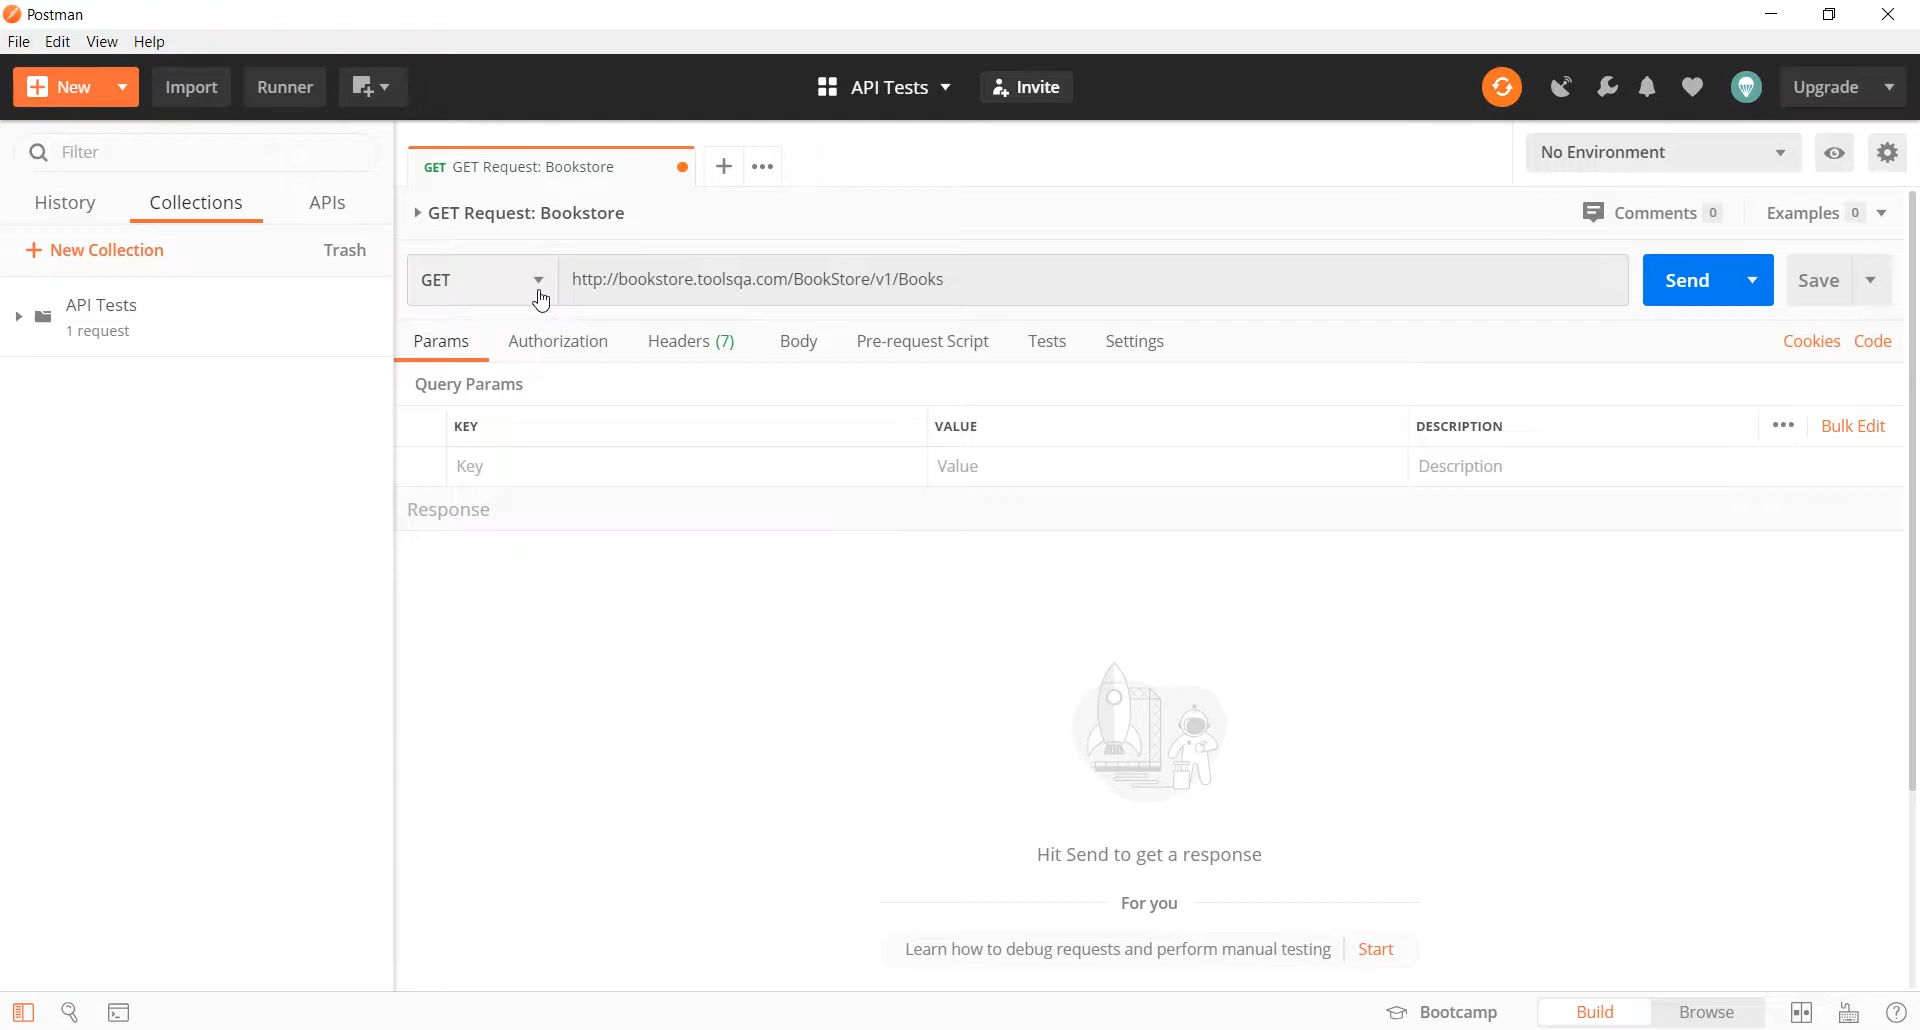 Postman
File Edit View Help
New Import Runner API Tests Invite Upgrade
Filter
History Collections APIs
New Collection Trash
API Tests
1 request
GET GET Request: Bookstore
No Environment
GET Request: Bookstore
Comments 0 Examples 0
GET http://bookstore.toolsqa.com/BookStore/v1/Books Send Save
Params Authorization Headers (7) Body Pre-request Script Tests Settings Cookies Code
Query Params
KEY VALUE DESCRIPTION Bulk Edit
Key Value Description
Response
Hit Send to get a response
For you
Learn how to debug requests and perform manual testing Start
Bootcamp Build Browse